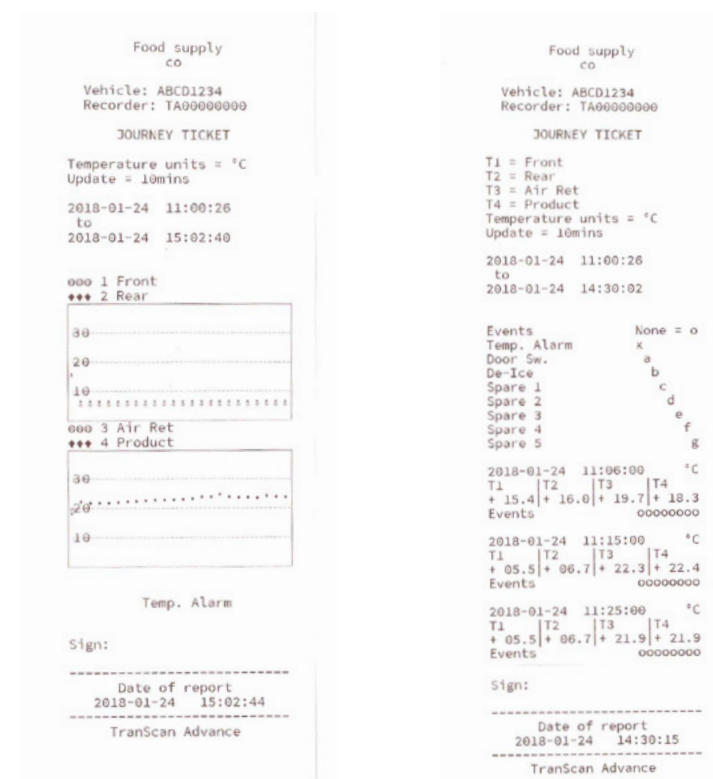 Food supply
co
Vehicle: ABCD1234
Recorder: TA00000000
JOURNEY TICKET
Temperature units = °C
Update = 10mins
2018-01-24 11:00:26
to
2018-01-24 15:02:40
ooo 1 Front
♦♦♦ 2 Rear
30
20
10
ooo 3 Air Ret
♦♦♦ 4 Product
30
20
10
Temp. Alarm
Sign:
Date of report
2018-01-24 15:02:44
TranScan Advance
Food supply
co
Vehicle: ABCD1234
Recorder: TA00000000
JOURNEY TICKET
T1 = Front
T2 = Rear
T3 = Air Ret
T4 = Product
Temperature units = °C
Update = 10mins
2018-01-24 11:00:26
to
2018-01-24 14:30:02
Events None = o
Temp. Alarm x
Door Sw. a
De-Ice b
Spare 1 c
Spare 2 d
Spare 3 e
Spare 4 f
Spare 5 g
2018-01-24 11:06:00 °C
T1 |T2 |T3 |T4
+ 15.4|+ 16.0|+ 19.7|+ 18.3
Events oooooooo
2018-01-24 11:15:00 °C
T1 |T2 |T3 |T4
+ 05.5|+ 06.7|+ 22.3|+ 22.4
Events oooooooo
2018-01-24 11:25:00 °C
T1 |T2 |T3 |T4
+ 05.5|+ 06.7|+ 21.9|+ 21.9
Events oooooooo
Sign:
Date of report
2018-01-24 14:30:15
TranScan Advance